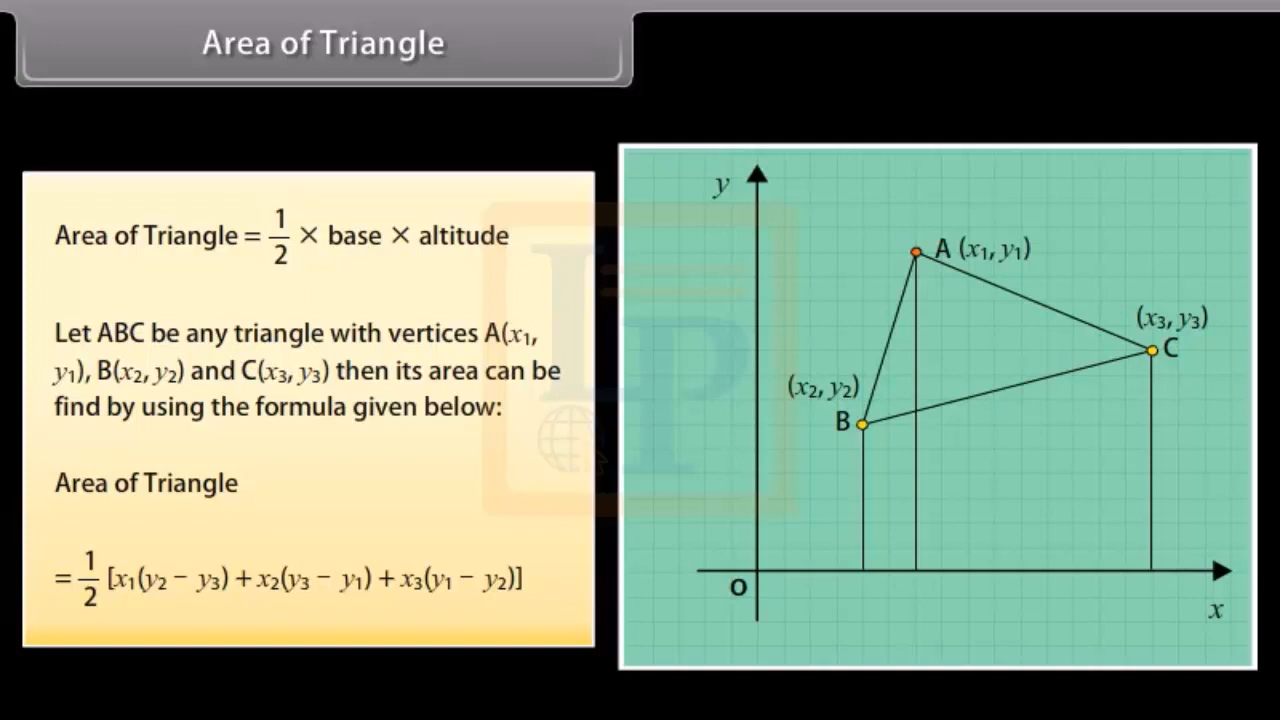 Area of Triangle
Area of Triangle = 1/2 × base × altitude
Let ABC be any triangle with vertices A(x₁,
y₁), B(x₂, y₂) and C(x₃, y₃) then its area can be
find by using the formula given below:
Area of Triangle
= 1/2 [x₁(y₂ − y₃) + x₂(y₃ − y₁) + x₃(y₁ − y₂)]
y
A (x₁, y₁)
(x₃, y₃)
C
(x₂, y₂)
B
O
x